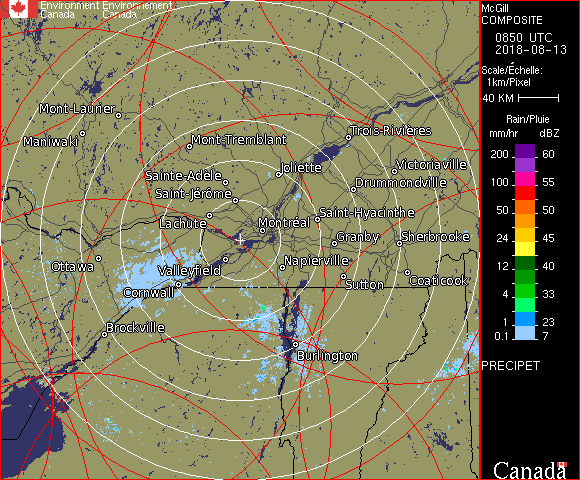 Environment Environnement
Canada Canada
McGill
COMPOSITE
0850 UTC
2018-08-13
Scale/Échelle:
1km/Pixel
40 KM
Rain/Pluie
mm/hr dBZ
200 60
100 55
50 50
24 45
12 40
4 33
1 23
0.1 7
PRECIPET
Canada
Mont-Laurier
Trois-Rivières
Maniwaki
Mont-Tremblant
Joliette
Victoriaville
Sainte-Adèle
Drummondville
Saint-Jérôme
Lachute
Saint-Hyacinthe
Montréal
Granby
Sherbrooke
Ottawa
Valleyfield
Napierville
Sutton
Coaticook
Cornwall
Brockville
Burlington